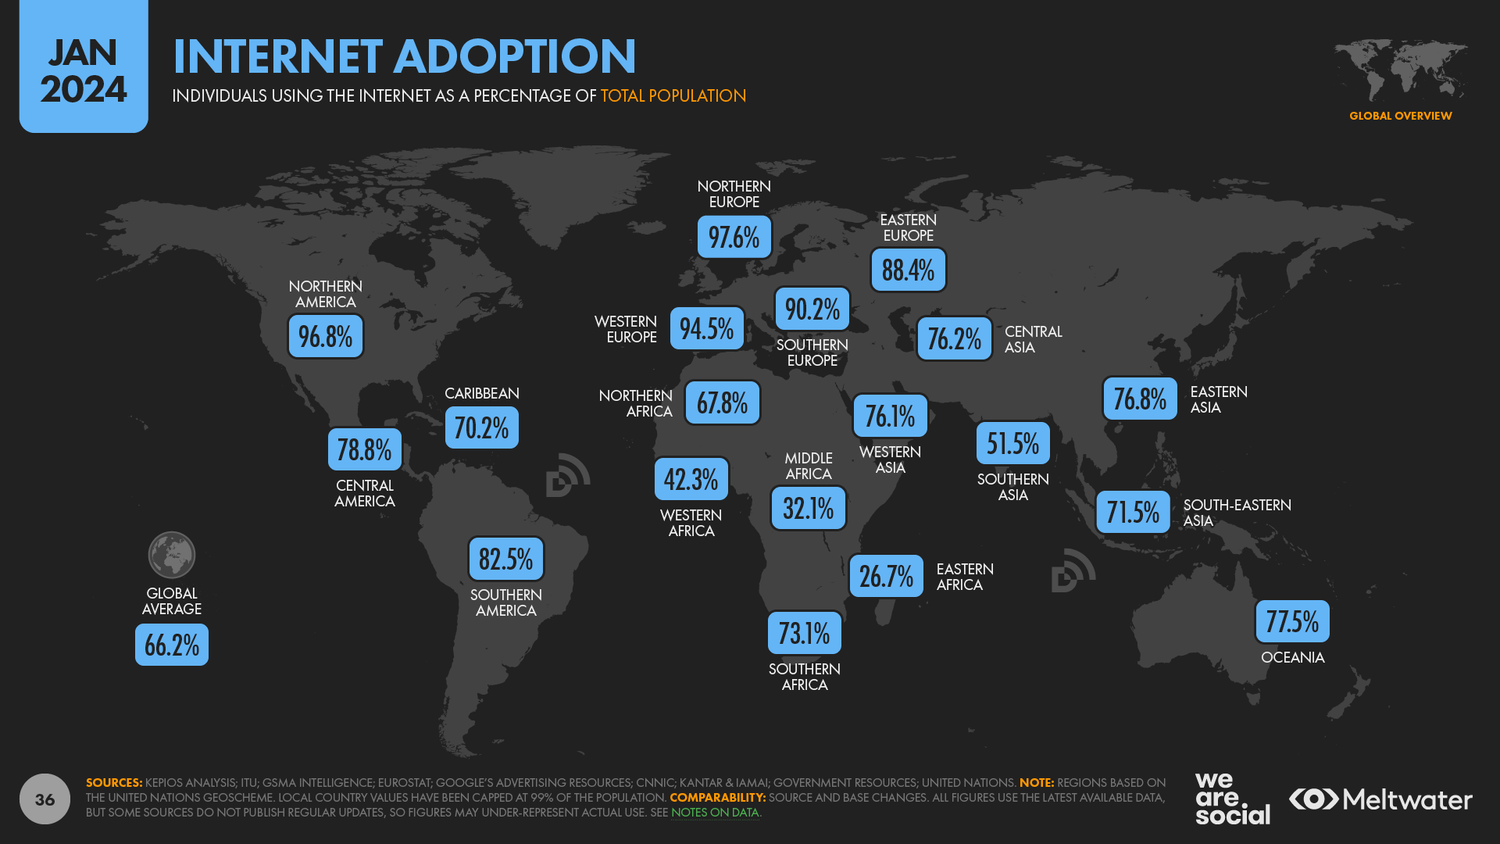 JAN
2024
INTERNET ADOPTION
INDIVIDUALS USING THE INTERNET AS A PERCENTAGE OF TOTAL POPULATION
GLOBAL OVERVIEW
NORTHERN
EUROPE
97.6%
EASTERN
EUROPE
88.4%
NORTHERN
AMERICA
96.8%
WESTERN
EUROPE
94.5%
90.2%
SOUTHERN
EUROPE
76.2%
CENTRAL
ASIA
CARIBBEAN
70.2%
NORTHERN
AFRICA
67.8%
76.1%
WESTERN
ASIA
76.8%
EASTERN
ASIA
78.8%
CENTRAL
AMERICA
42.3%
WESTERN
AFRICA
MIDDLE
AFRICA
32.1%
51.5%
SOUTHERN
ASIA
71.5%
SOUTH-EASTERN
ASIA
82.5%
SOUTHERN
AMERICA
26.7%
EASTERN
AFRICA
GLOBAL
AVERAGE
66.2%
73.1%
SOUTHERN
AFRICA
77.5%
OCEANIA
36
SOURCES: KEPIOS ANALYSIS; ITU; GSMA INTELLIGENCE; EUROSTAT; GOOGLE'S ADVERTISING RESOURCES; CNNIC; KANTAR & IAMAI; GOVERNMENT RESOURCES; UNITED NATIONS. NOTE: REGIONS BASED ON
THE UNITED NATIONS GEOSCHEME. LOCAL COUNTRY VALUES HAVE BEEN CAPPED AT 99% OF THE POPULATION. COMPARABILITY: SOURCE AND BASE CHANGES. ALL FIGURES USE THE LATEST AVAILABLE DATA,
BUT SOME SOURCES DO NOT PUBLISH REGULAR UPDATES, SO FIGURES MAY UNDER-REPRESENT ACTUAL USE. SEE NOTES ON DATA.
we
are
social
Meltwater